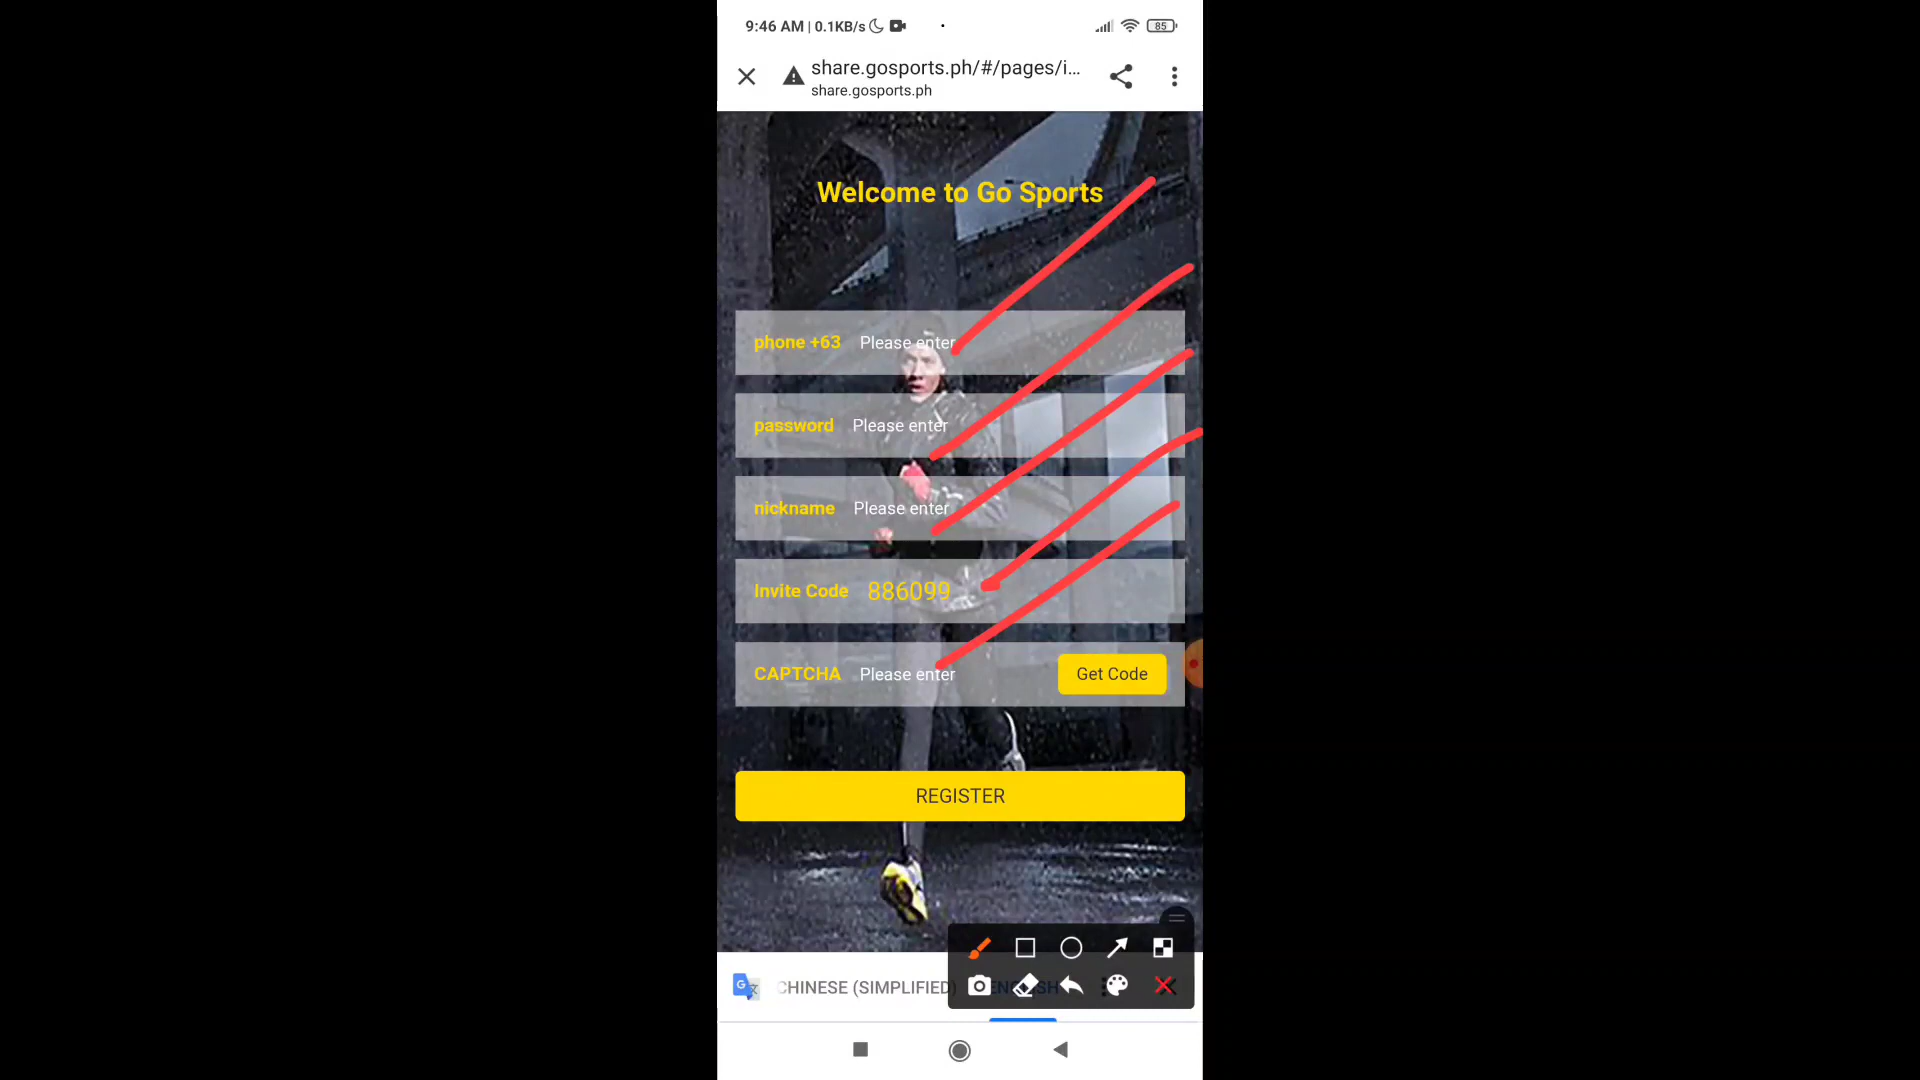 9:46 AM | 0.1KB/s
85
share.gosports.ph/#/pages/i...
share.gosports.ph
Welcome to Go Sports
phone +63 Please enter
password Please enter
nickname Please enter
Invite Code 886099
CAPTCHA Please enter Get Code
REGISTER
CHINESE (SIMPLIFIED) ENGLISH